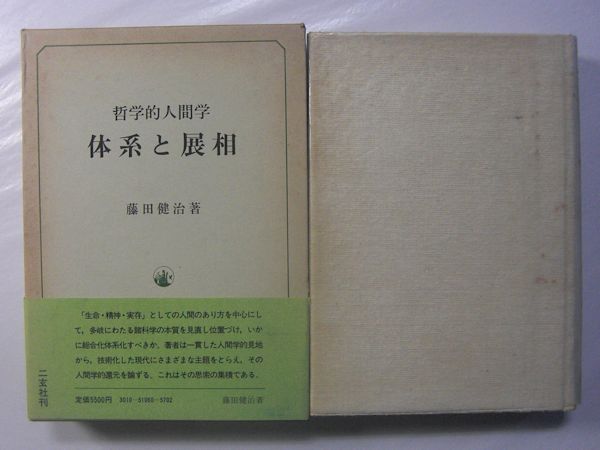 哲学的人間学
体系と展相
藤田健治著
「生命・精神・実存」としての人間のあり方を中心にし
て，多岐にわたる諸科学の本質を見直し位置づけ，いか
に総合化体系化すべきか。著者は一貫した人間学的見地
から，技術化した現代にさまざまな主題をとらえ，その
人間学的還元を論ずる。これはその思索の集積である。
定価5500円 3010-51060-5702 藤田健治著
二玄社刊